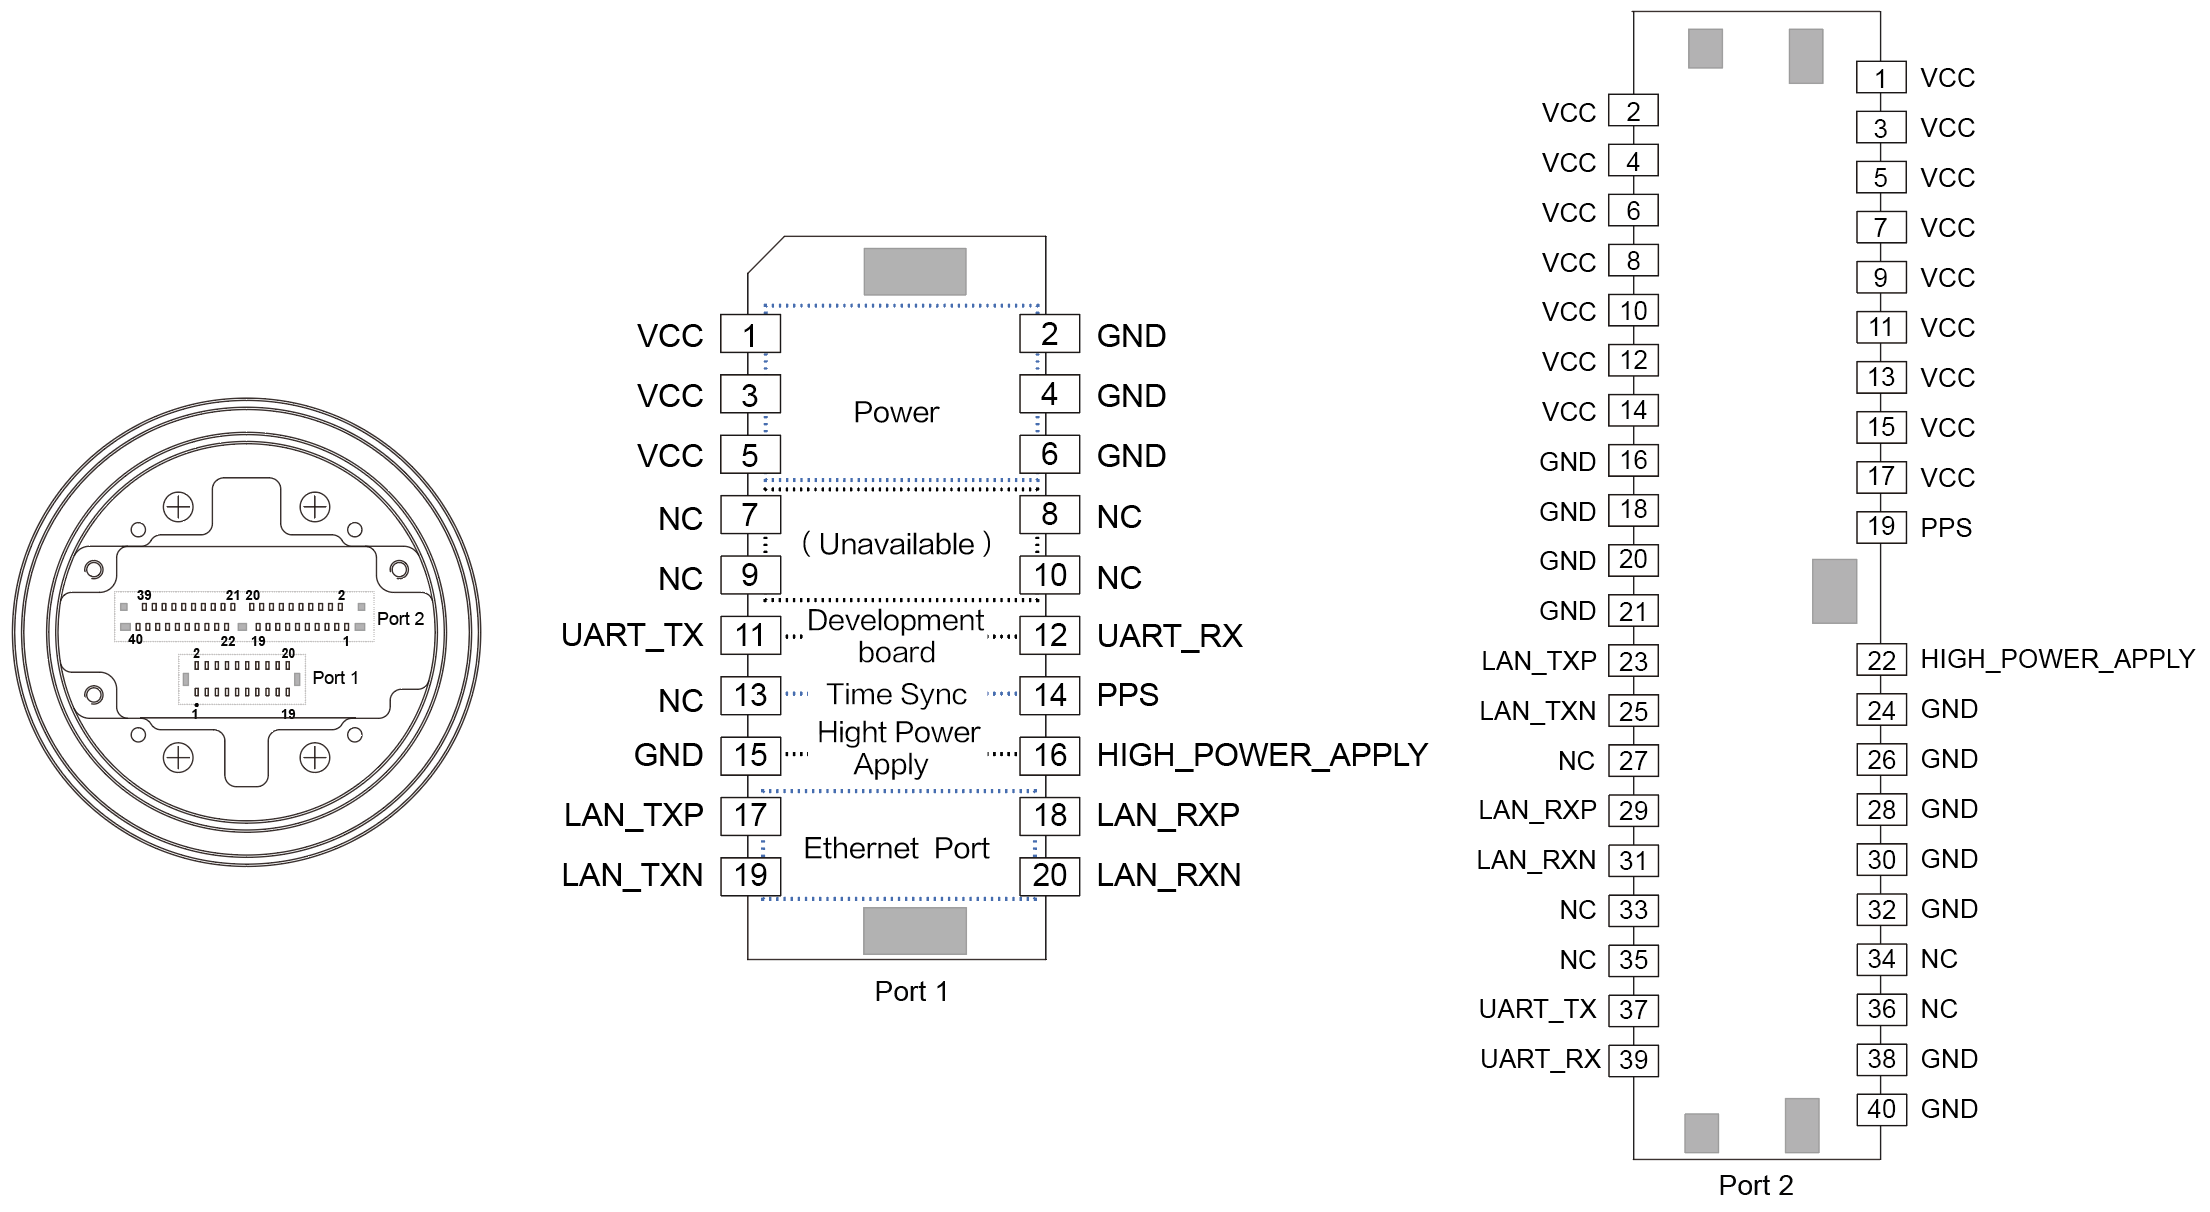 39 21 20 2
Port 2
40 22 19 1
2 20
Port 1
1 19
VCC 1 2 GND
VCC 3 4 GND
Power
VCC 5 6 GND
NC 7 8 NC
( Unavailable )
NC 9 10 NC
UART_TX 11 Development 12 UART_RX
board
NC 13 Time Sync 14 PPS
Hight Power
GND 15 16 HIGH_POWER_APPLY
Apply
LAN_TXP 17 18 LAN_RXP
Ethernet Port
LAN_TXN 19 20 LAN_RXN
Port 1
1 VCC
VCC 2
3 VCC
VCC 4
5 VCC
VCC 6
7 VCC
VCC 8
9 VCC
VCC 10
11 VCC
VCC 12
13 VCC
VCC 14
15 VCC
GND 16
17 VCC
GND 18
19 PPS
GND 20
GND 21
LAN_TXP 23 22 HIGH_POWER_APPLY
LAN_TXN 25 24 GND
NC 27 26 GND
LAN_RXP 29 28 GND
LAN_RXN 31 30 GND
NC 33 32 GND
NC 35 34 NC
UART_TX 37 36 NC
UART_RX 39 38 GND
40 GND
Port 2